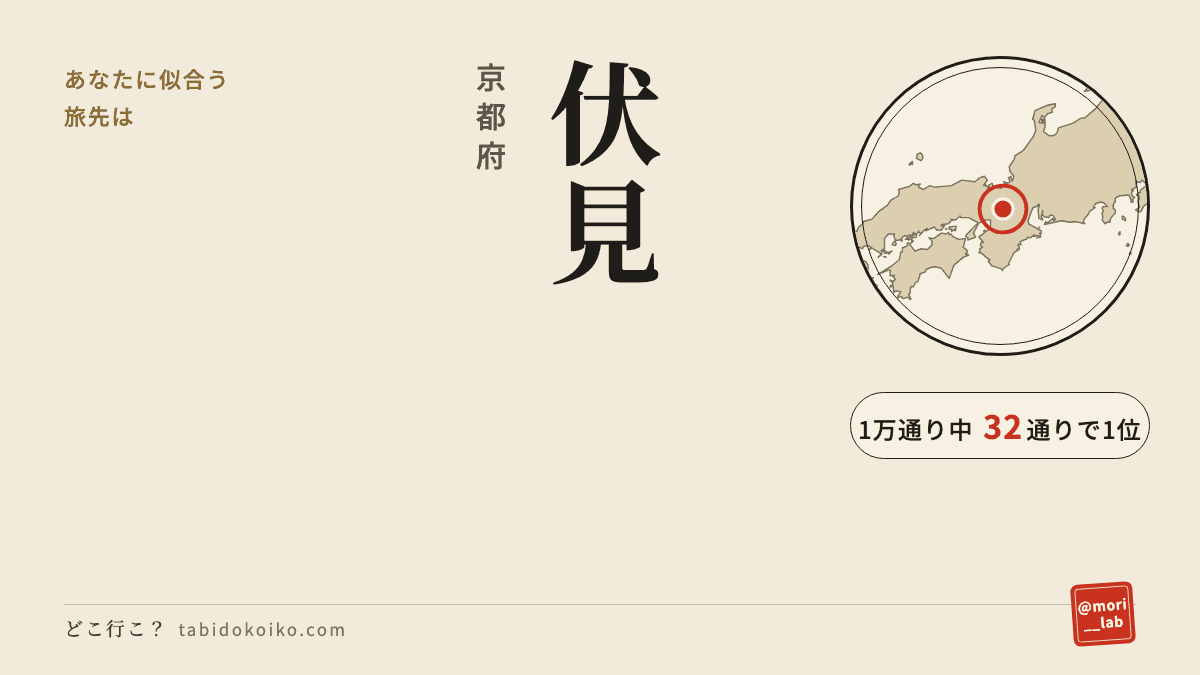 あなたに似合う
旅先は
伏見
京都府
1万通り中 32通りで1位
どこ行こ？ tabidokoiko.com
@mori
__lab